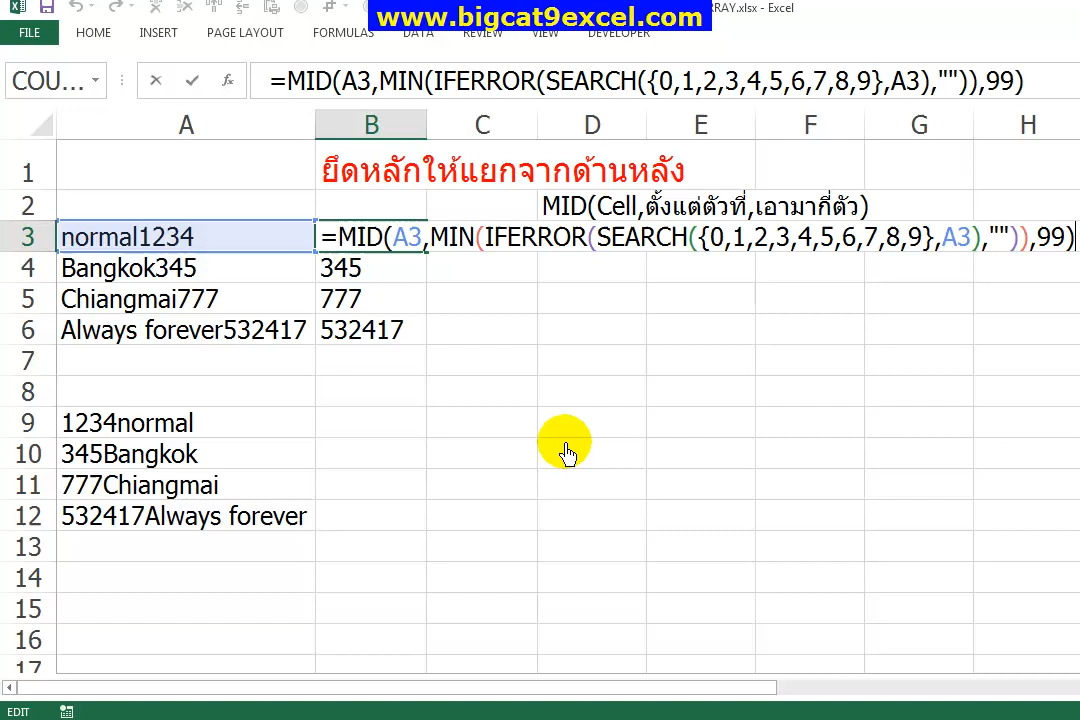 www.bigcat9excel.com
RRAY.xlsx - Excel
FILE HOME INSERT PAGE LAYOUT FORMULAS DATA REVIEW VIEW DEVELOPER
COU... =MID(A3,MIN(IFERROR(SEARCH({0,1,2,3,4,5,6,7,8,9},A3),"")),99)
A B C D E F G H
1 ยึดหลักให้แยกจากด้านหลัง
2 MID(Cell,ตั้งแต่ตัวที่,เอามากี่ตัว)
3 normal1234 =MID(A3,MIN(IFERROR(SEARCH({0,1,2,3,4,5,6,7,8,9},A3),"")),99)
4 Bangkok345 345
5 Chiangmai777 777
6 Always forever532417 532417
7
8
9 1234normal
10 345Bangkok
11 777Chiangmai
12 532417Always forever
13
14
15
16
17
EDIT